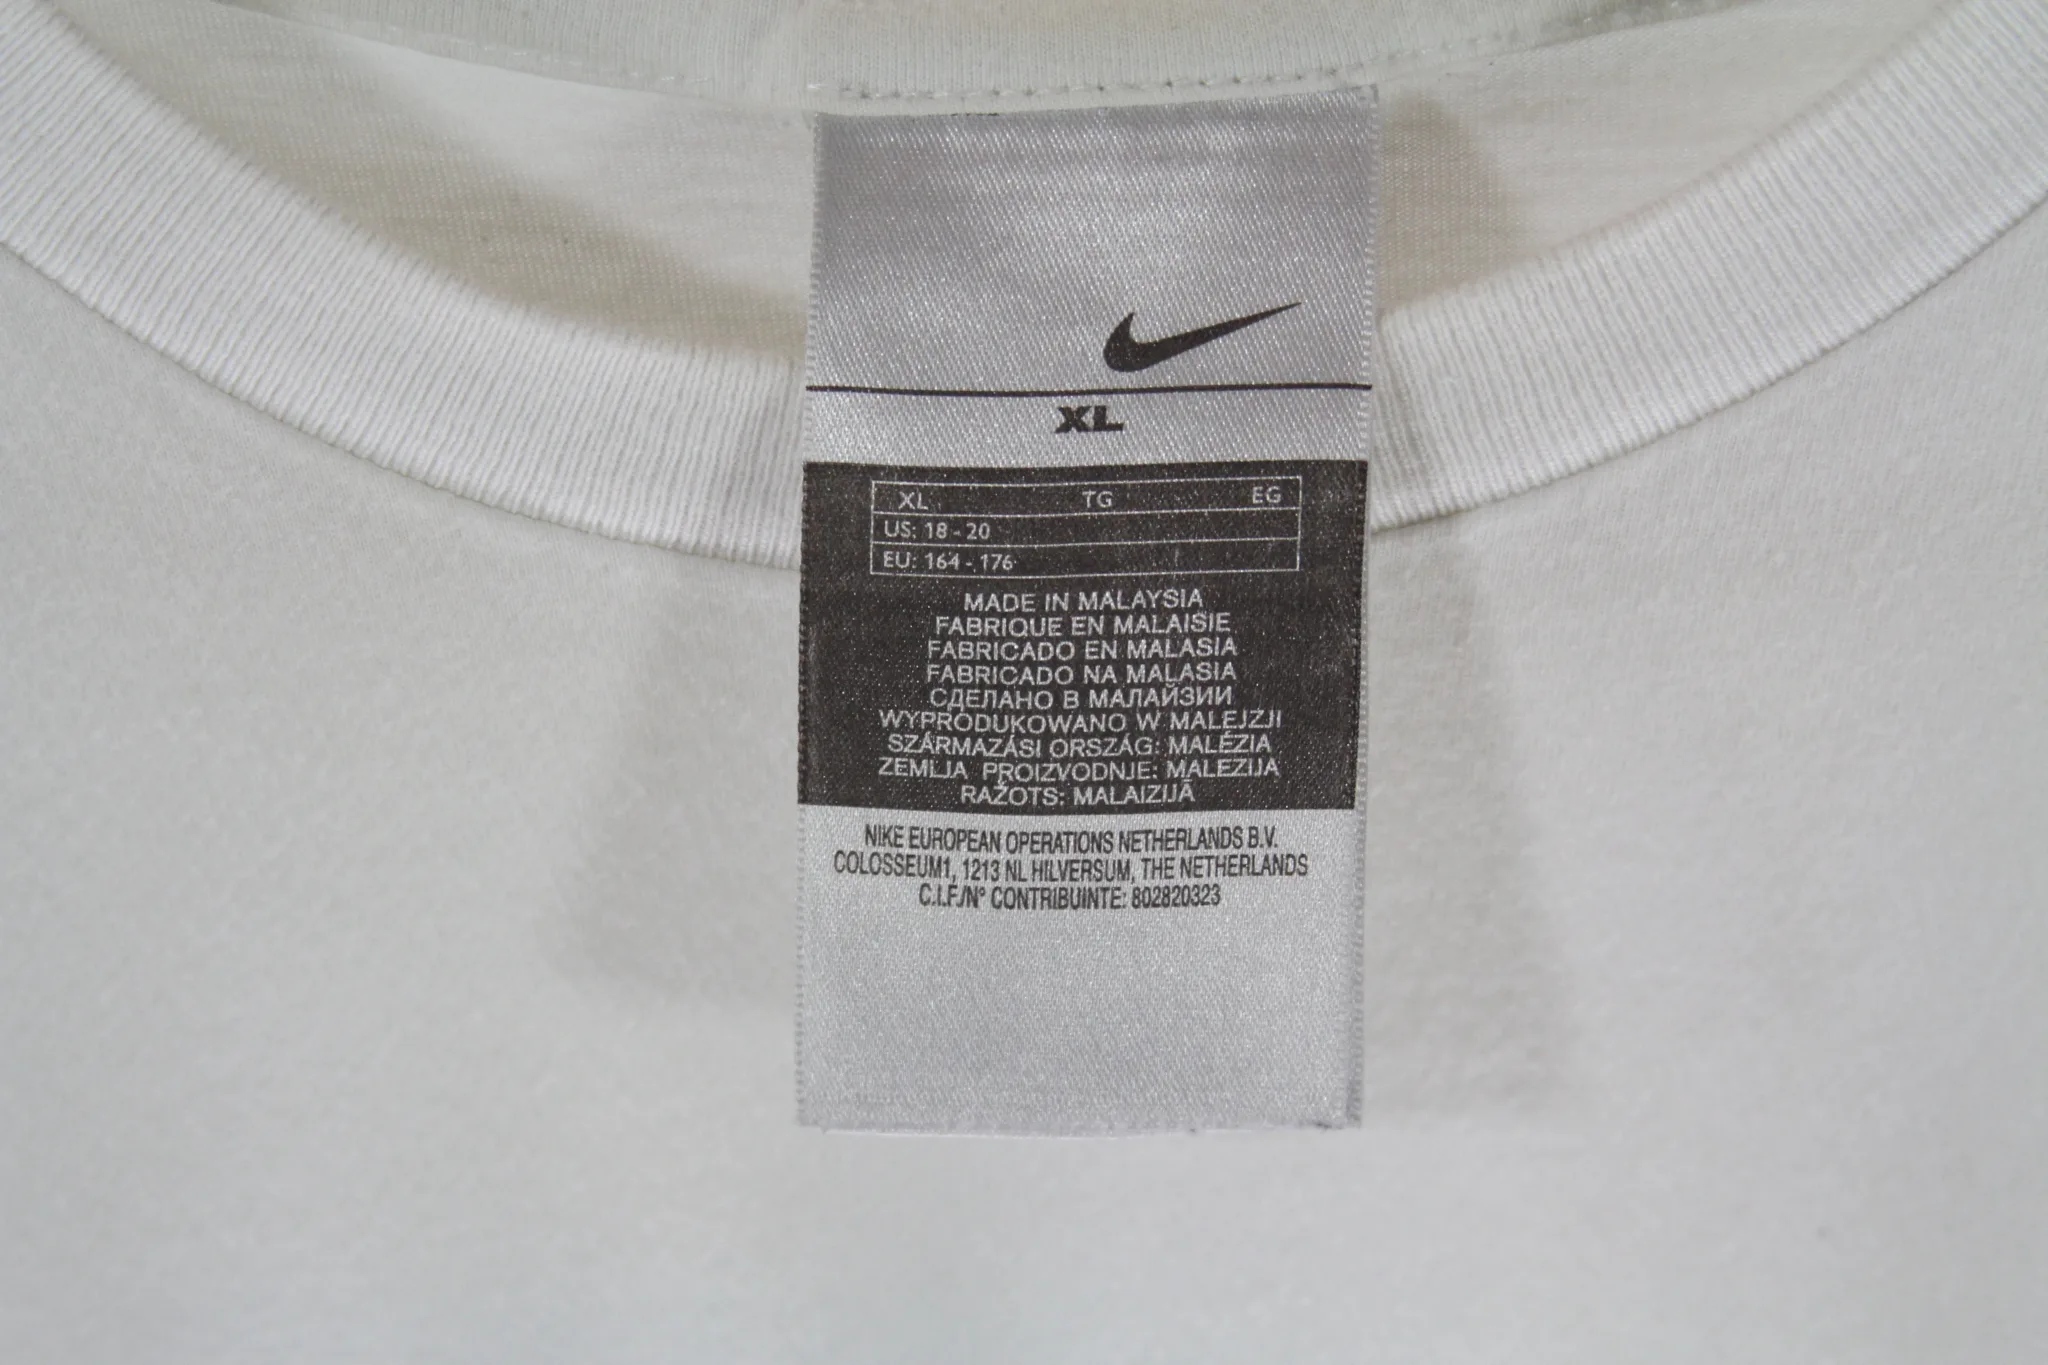 XL
XL TG EG
US: 18 - 20
EU: 164 - 176
MADE IN MALAYSIA
FABRIQUE EN MALAISIE
FABRICADO EN MALASIA
FABRICADO NA MALASIA
СДЕЛАНО В МАЛАЙЗИИ
WYPRODUKOWANO W MALEJZJI
SZÁRMAZÁSI ORSZÁG: MALÉZIA
ZEMLJA PROIZVODNJE: MALEZIJA
RAŽOTS: MALAIZIJĀ
NIKE EUROPEAN OPERATIONS NETHERLANDS B.V.
COLOSSEUM1, 1213 NL HILVERSUM, THE NETHERLANDS
C.I.F./N° CONTRIBUINTE: 802820323